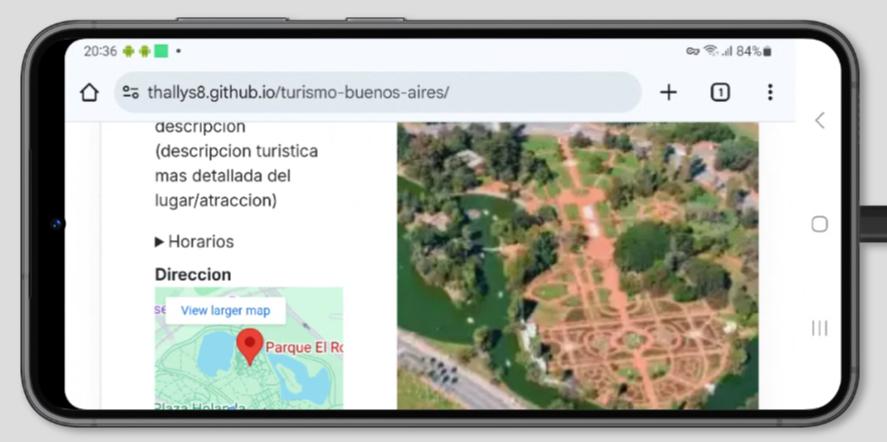 20:36
84%
thallys8.github.io/turismo-buenos-aires/
1
descripcion
(descripcion turistica
mas detallada del
lugar/atraccion)
▶ Horarios
Direccion
View larger map
Parque El Ro
Plaza Holanda